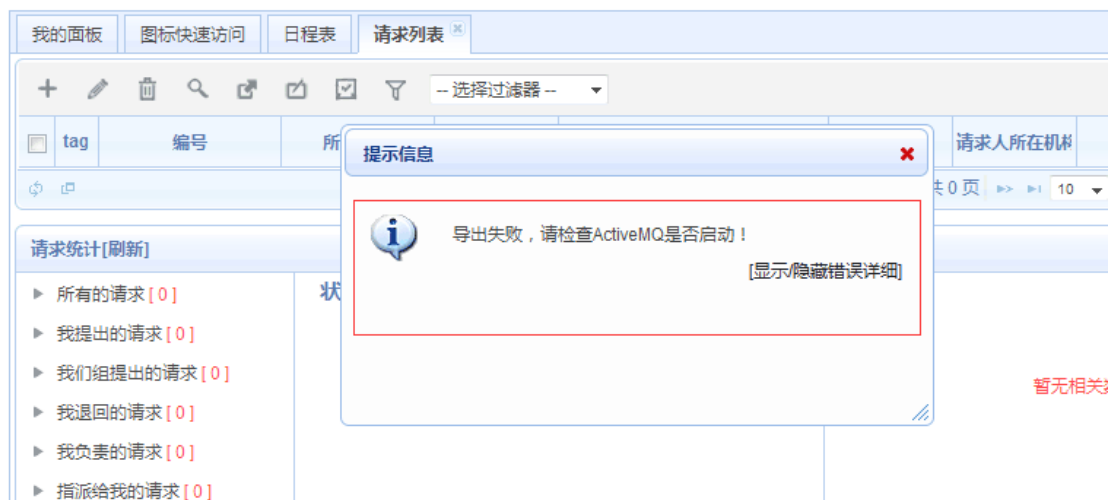 我的面板 图标快速访问 日程表 请求列表
-- 选择过滤器 --
tag 编号 所 请求人所在机构
提示信息
共 0 页 10
导出失败，请检查ActiveMQ是否启动！
[显示/隐藏错误详细]
请求统计[刷新]
所有的请求[ 0 ]
状
我提出的请求[ 0 ]
我们组提出的请求[ 0 ]
暂无相关
我退回的请求[ 0 ]
我负责的请求[ 0 ]
指派给我的请求[ 0 ]